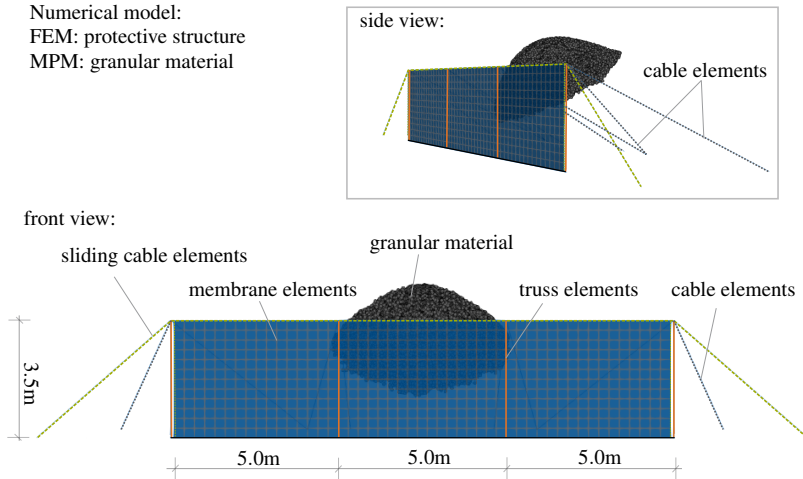 Numerical model:
FEM: protective structure
MPM: granular material
side view:
cable elements
front view:
sliding cable elements
granular material
membrane elements
truss elements
cable elements
3.5m
5.0m
5.0m
5.0m